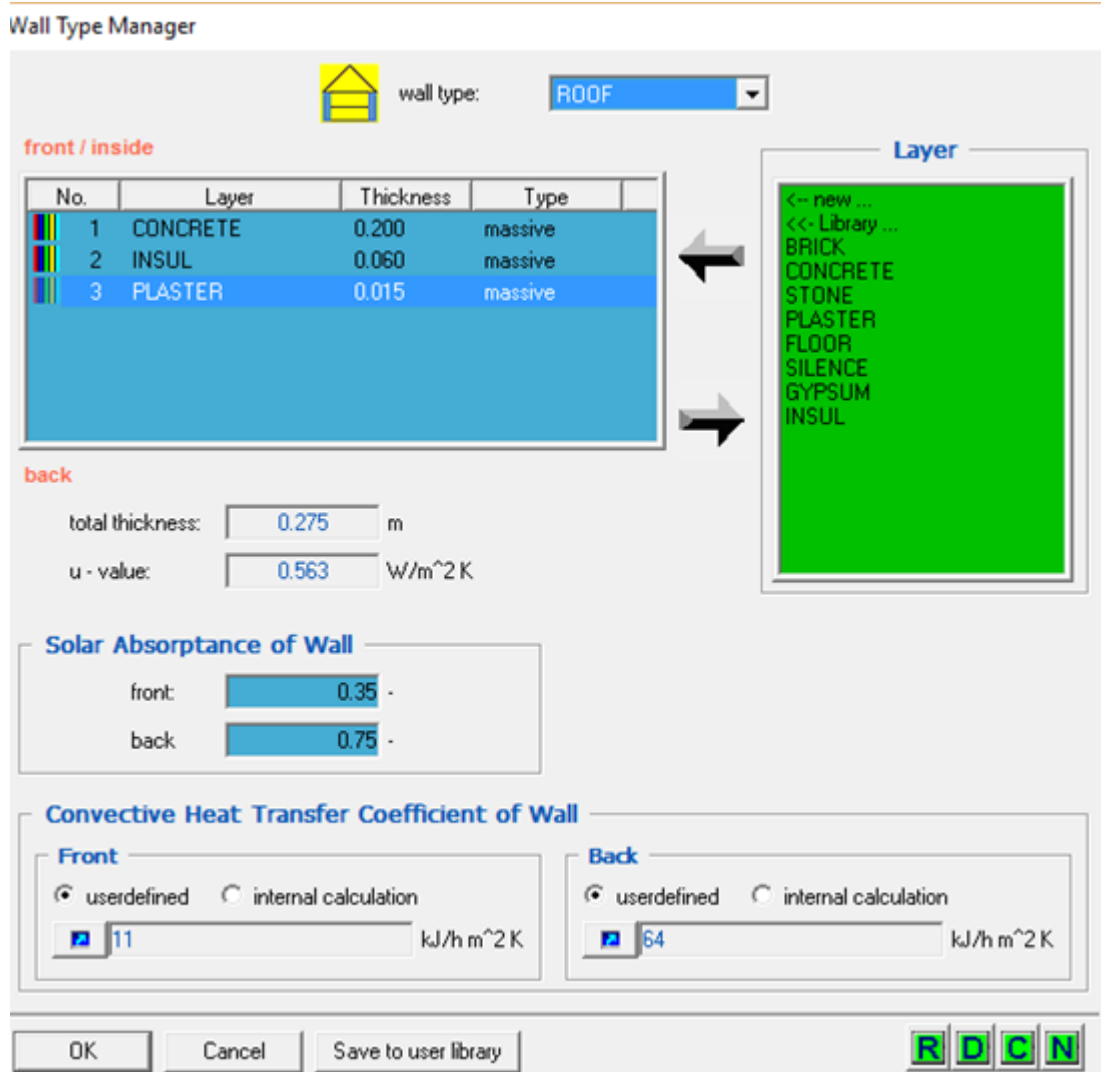 Wall Type Manager
wall type: ROOF
front / inside
No. Layer Thickness Type
1 CONCRETE 0.200 massive
2 INSUL 0.060 massive
3 PLASTER 0.015 massive
Layer
<-- new ...
<<- Library ...
BRICK
CONCRETE
STONE
PLASTER
FLOOR
SILENCE
GYPSUM
INSUL
back
total thickness: 0.275 m
u - value: 0.563 W/m^2 K
Solar Absorptance of Wall
front: 0.35 -
back 0.75 -
Convective Heat Transfer Coefficient of Wall
Front
userdefined internal calculation
11 kJ/h m^2 K
Back
userdefined internal calculation
64 kJ/h m^2 K
OK Cancel Save to user library R D C N